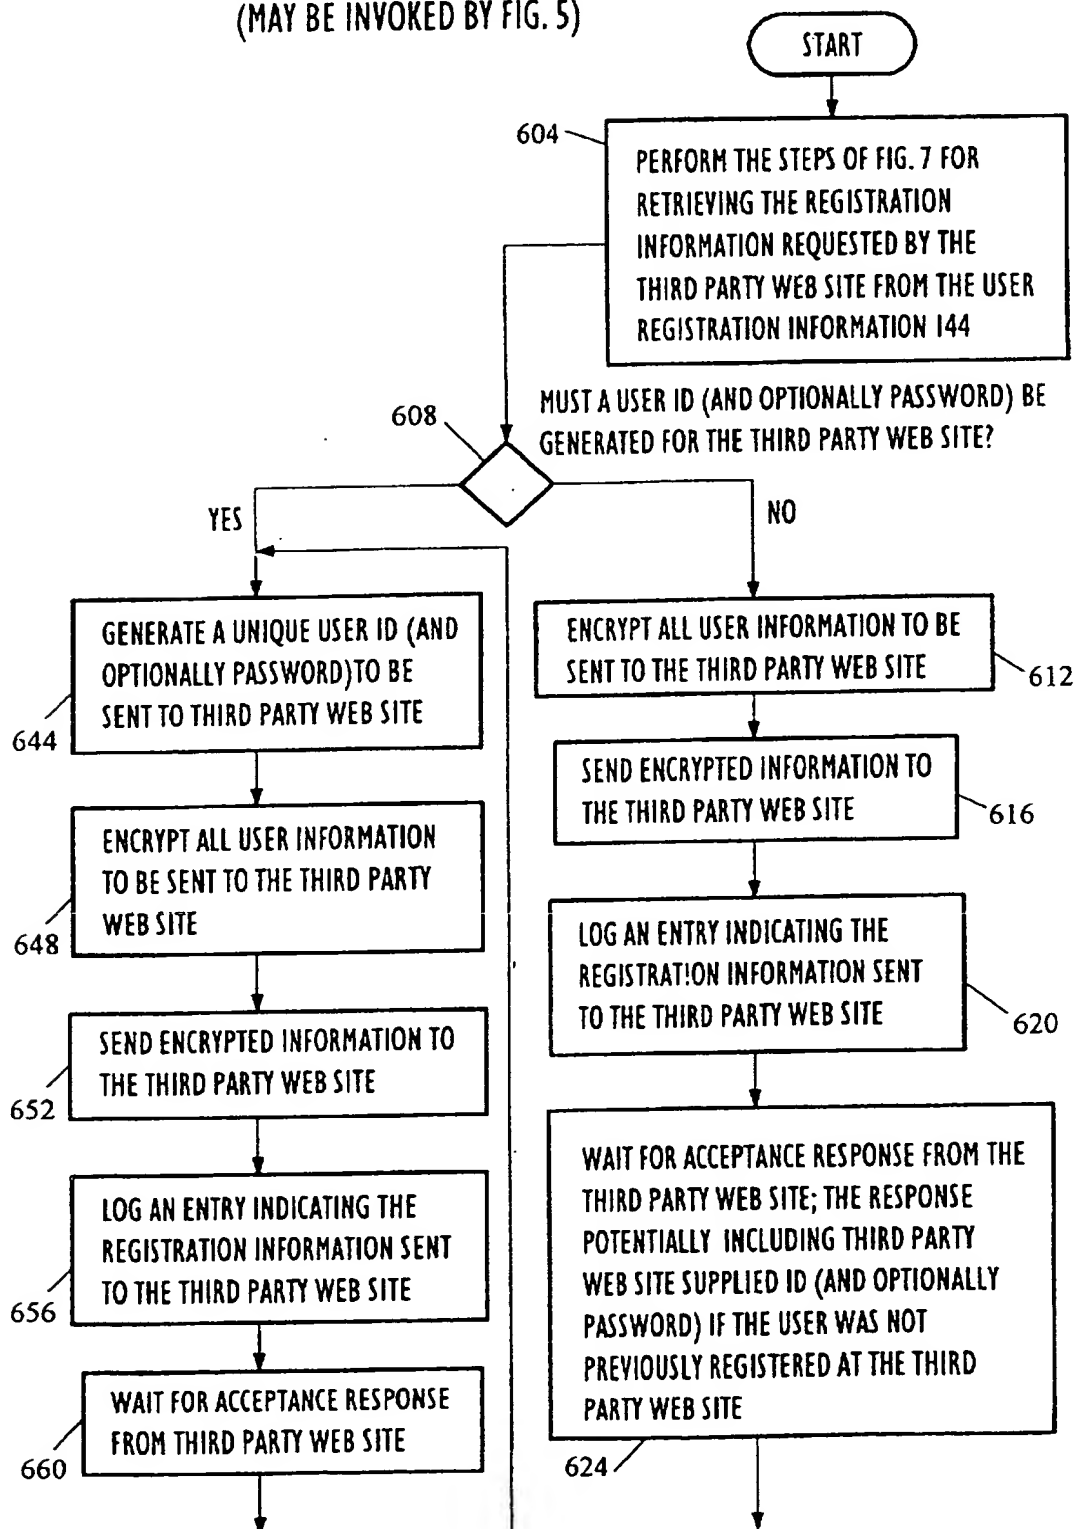 (MAY BE INVOKED BY FIG. 5)
START
604
PERFORM THE STEPS OF FIG. 7 FOR
RETRIEVING THE REGISTRATION
INFORMATION REQUESTED BY THE
THIRD PARTY WEB SITE FROM THE USER
REGISTRATION INFORMATION 144
608
MUST A USER ID (AND OPTIONALLY PASSWORD) BE
GENERATED FOR THE THIRD PARTY WEB SITE?
YES
NO
GENERATE A UNIQUE USER ID (AND
OPTIONALLY PASSWORD)TO BE
SENT TO THIRD PARTY WEB SITE
644
ENCRYPT ALL USER INFORMATION
TO BE SENT TO THE THIRD PARTY
WEB SITE
648
SEND ENCRYPTED INFORMATION TO
THE THIRD PARTY WEB SITE
652
LOG AN ENTRY INDICATING THE
REGISTRATION INFORMATION SENT
TO THE THIRD PARTY WEB SITE
656
WAIT FOR ACCEPTANCE RESPONSE
FROM THIRD PARTY WEB SITE
660
ENCRYPT ALL USER INFORMATION TO BE
SENT TO THE THIRD PARTY WEB SITE
612
SEND ENCRYPTED INFORMATION TO
THE THIRD PARTY WEB SITE
616
LOG AN ENTRY INDICATING THE
REGISTRATION INFORMATION SENT
TO THE THIRD PARTY WEB SITE
620
WAIT FOR ACCEPTANCE RESPONSE FROM THE
THIRD PARTY WEB SITE; THE RESPONSE
POTENTIALLY INCLUDING THIRD PARTY
WEB SITE SUPPLIED ID (AND OPTIONALLY
PASSWORD) IF THE USER WAS NOT
PREVIOUSLY REGISTERED AT THE THIRD
PARTY WEB SITE
624